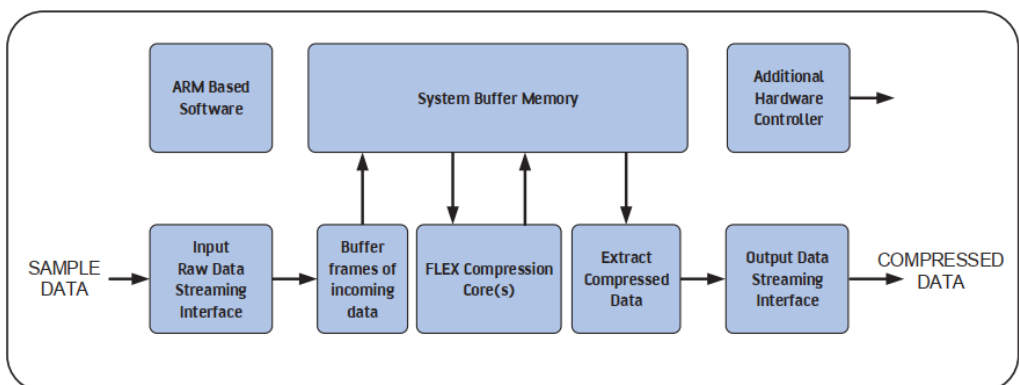 ARM Based
Software
System Buffer Memory
Additional
Hardware
Controller
SAMPLE
DATA
Input
Raw Data
Streaming
Interface
Buffer
frames of
incoming
data
FLEX Compression
Core(s)
Extract
Compressed
Data
Output Data
Streaming
Interface
COMPRESSED
DATA